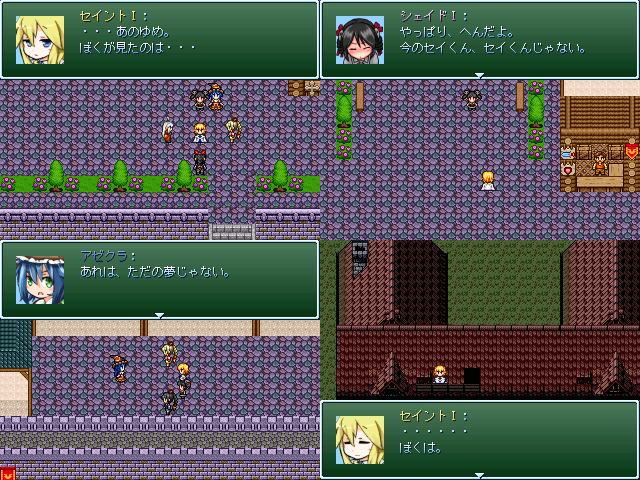 セイントⅠ：
・・・あのゆめ。
ぼくが見たのは・・・
シェイドⅠ：
やっぱり、へんだよ。
今のセイくん、セイくんじゃない。
アゼクラ：
あれは、ただの夢じゃない。
セイントⅠ：
・・・・・・
ぼくは。